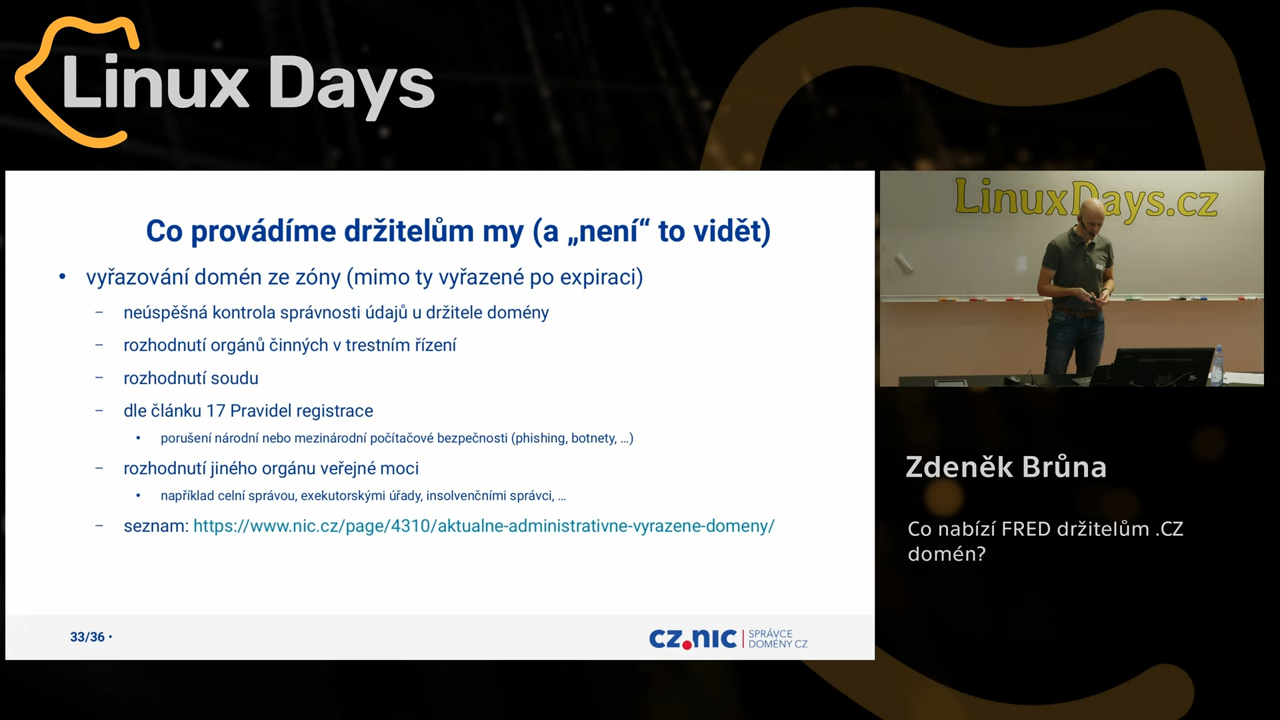 Linux Days
Co provádíme držitelům my (a „není“ to vidět)
• vyřazování domén ze zóny (mimo ty vyřazené po expiraci)
– neúspěšná kontrola správnosti údajů u držitele domény
– rozhodnutí orgánů činných v trestním řízení
– rozhodnutí soudu
– dle článku 17 Pravidel registrace
• porušení národní nebo mezinárodní počítačové bezpečnosti (phishing, botnety, …)
– rozhodnutí jiného orgánu veřejné moci
• například celní správou, exekutorskými úřady, insolvenčními správci, …
– seznam: https://www.nic.cz/page/4310/aktualne-administrativne-vyrazene-domeny/
33/36 •
cz.nic
SPRÁVCE
DOMÉNY CZ
LinuxDays.cz
Zdeněk Brůna
Co nabízí FRED držitelům .CZ
domén?